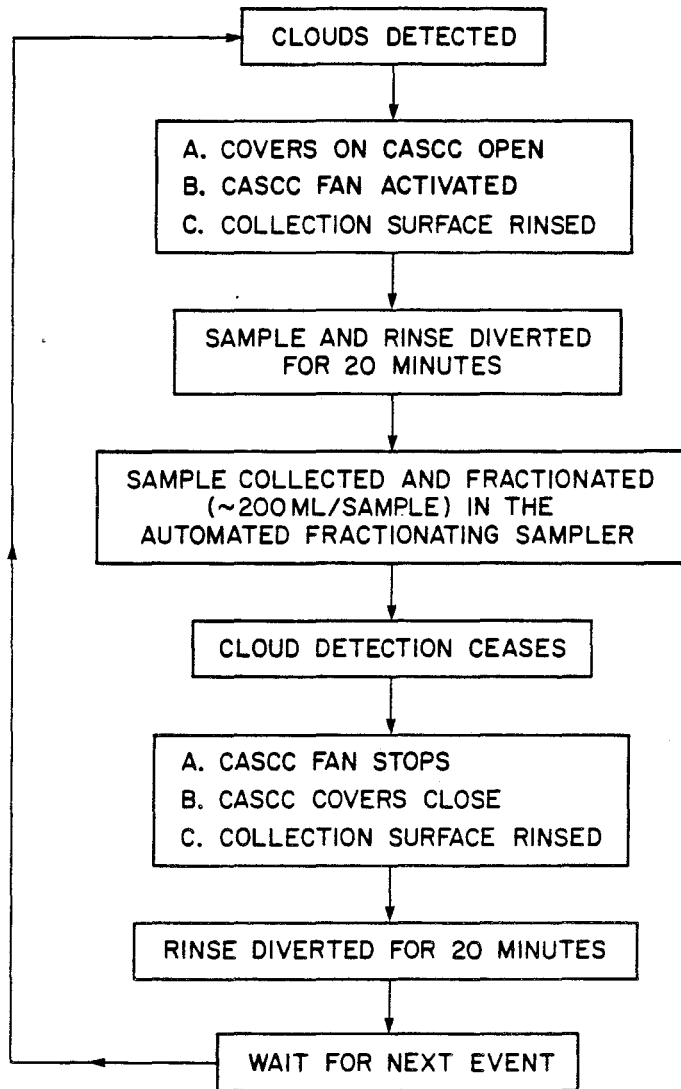 CLOUDS DETECTED
A. COVERS ON CASCC OPEN
B. CASCC FAN ACTIVATED
C. COLLECTION SURFACE RINSED
SAMPLE AND RINSE DIVERTED
FOR 20 MINUTES
SAMPLE COLLECTED AND FRACTIONATED
(~200 ML/SAMPLE) IN THE
AUTOMATED FRACTIONATING SAMPLER
CLOUD DETECTION CEASES
A. CASCC FAN STOPS
B. CASCC COVERS CLOSE
C. COLLECTION SURFACE RINSED
RINSE DIVERTED FOR 20 MINUTES
WAIT FOR NEXT EVENT